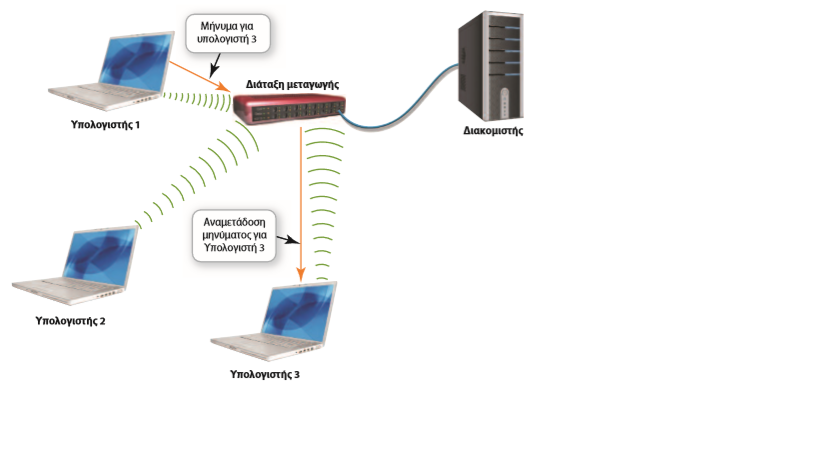 Μήνυμα για
υπολογιστή 3
Διάταξη μεταγωγής
Υπολογιστής 1
Διακομιστής
Αναμετάδοση
μηνύματος για
Υπολογιστή 3
Υπολογιστής 2
Υπολογιστής 3